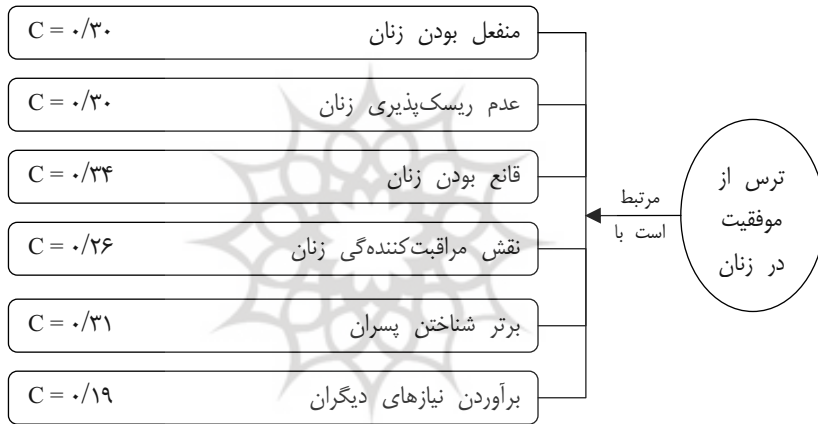 ترس از
موفقیت
در زنان
مرتبط
است با
منفعل بودن زنان C = ۰/۳۰
عدم ریسک‌پذیری زنان C = ۰/۳۰
قانع بودن زنان C = ۰/۳۴
نقش مراقبت‌کننده‌گی زنان C = ۰/۲۶
برتر شناختن پسران C = ۰/۳۱
برآوردن نیازهای دیگران C = ۰/۱۹